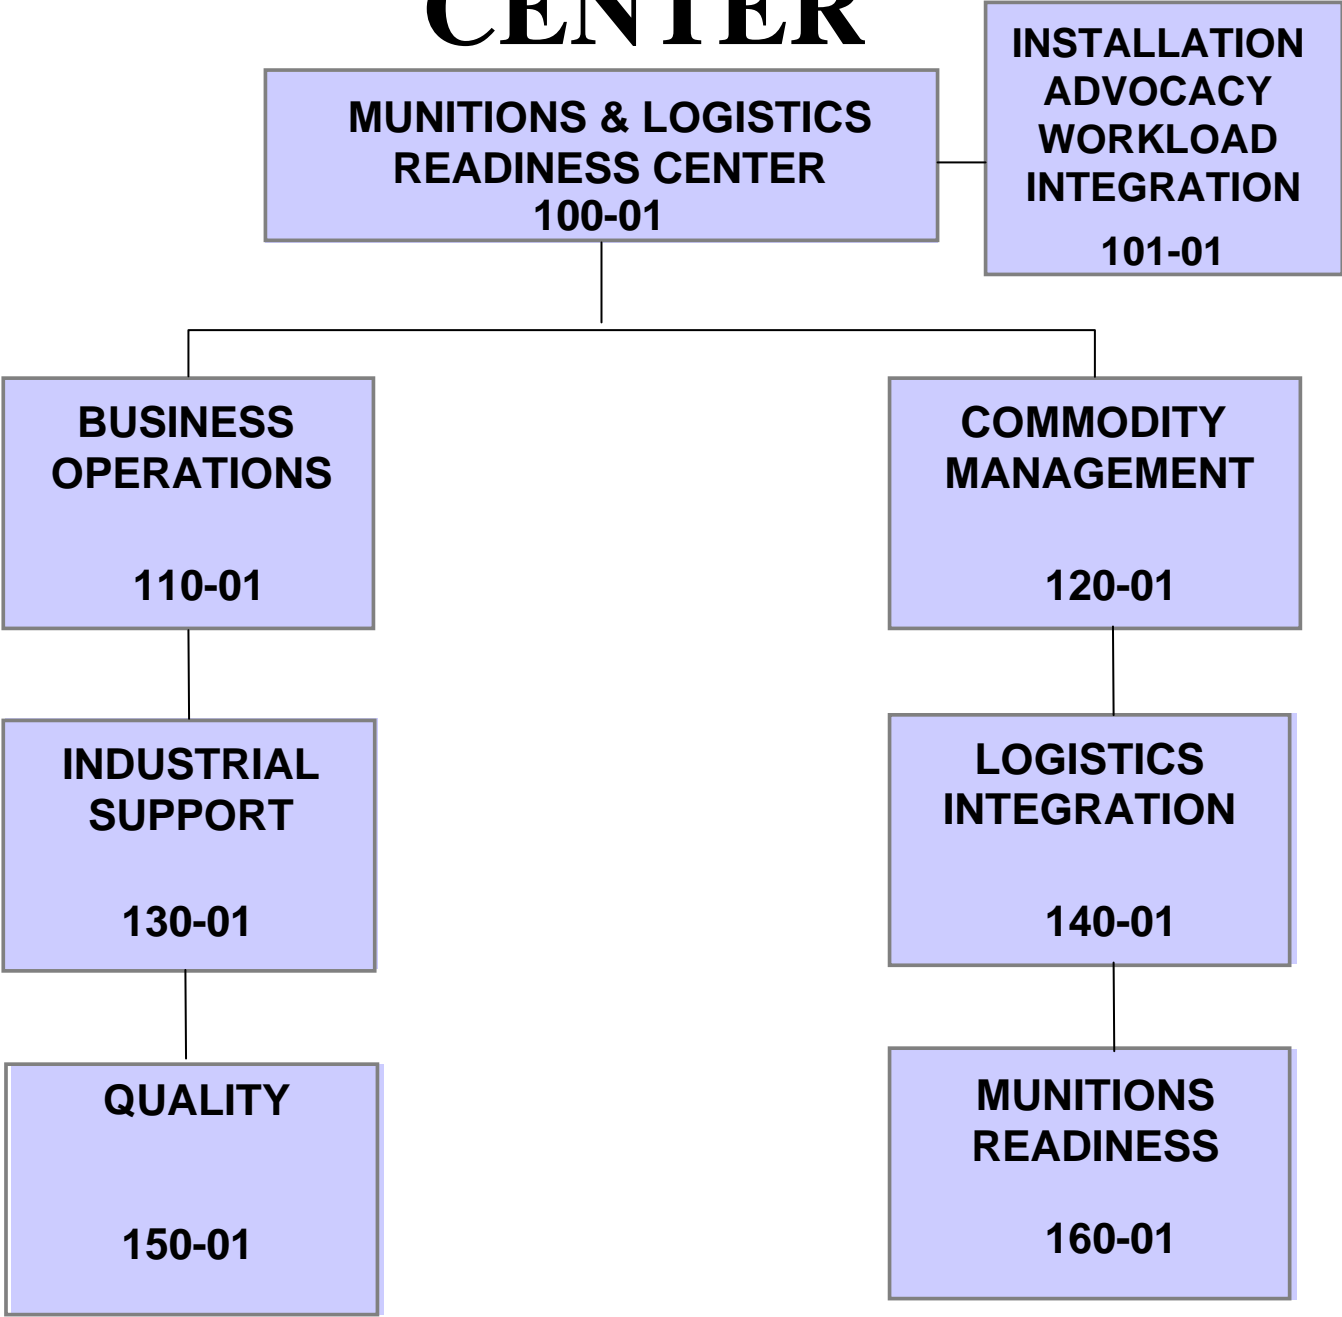 CENTER
MUNITIONS & LOGISTICS
READINESS CENTER
100-01
INSTALLATION
ADVOCACY
WORKLOAD
INTEGRATION
101-01
BUSINESS
OPERATIONS
110-01
COMMODITY
MANAGEMENT
120-01
INDUSTRIAL
SUPPORT
130-01
LOGISTICS
INTEGRATION
140-01
QUALITY
150-01
MUNITIONS
READINESS
160-01